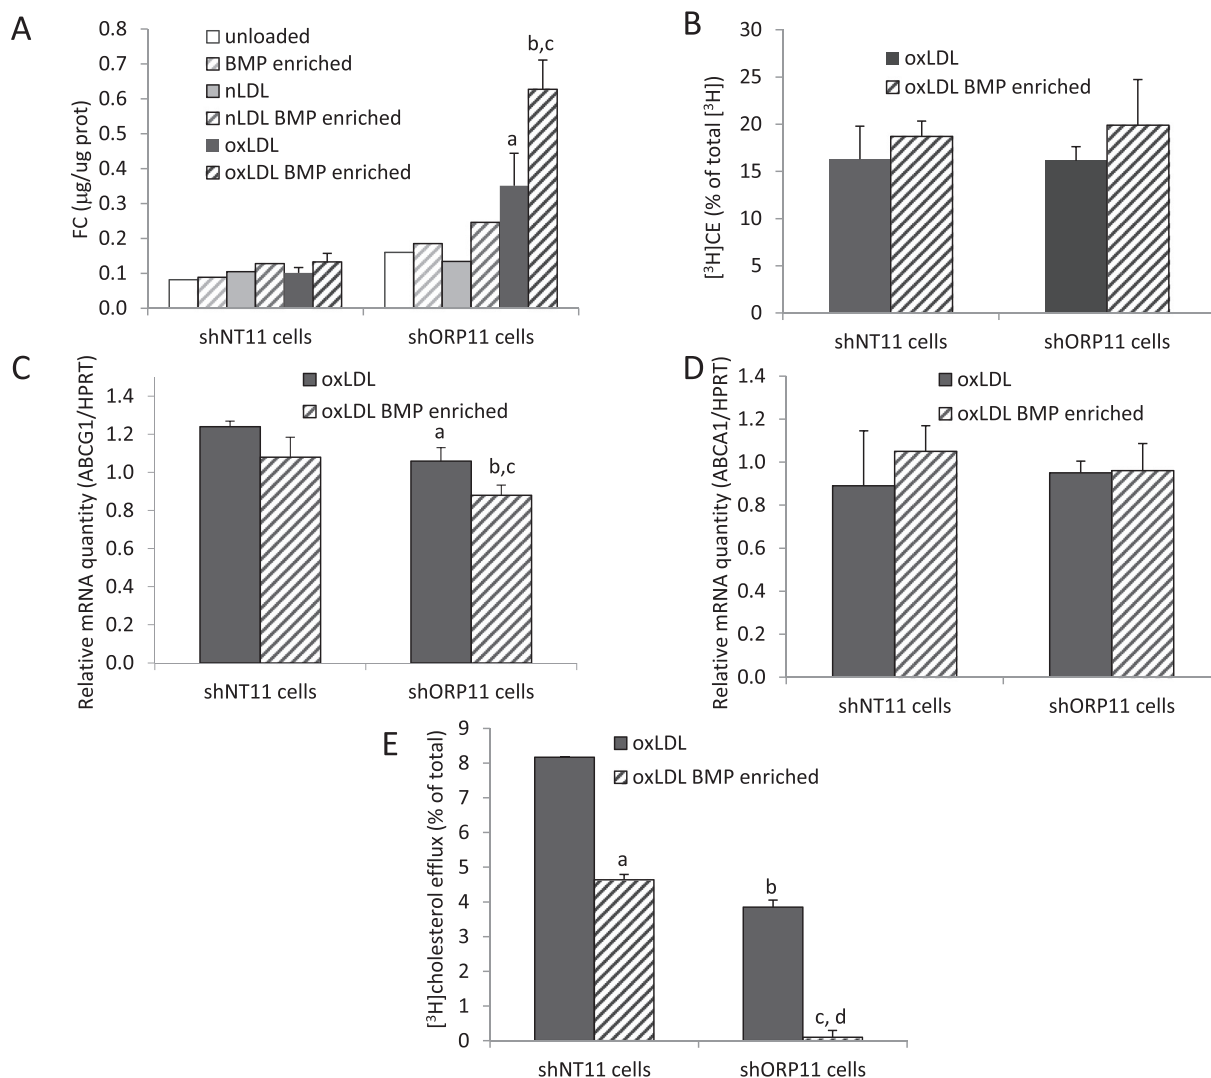 A
FC (µg/ug prot)
0.8
0.7
0.6
0.5
0.4
0.3
0.2
0.1
0.0
unloaded
BMP enriched
nLDL
nLDL BMP enriched
oxLDL
oxLDL BMP enriched
a
b,c
shNT11 cells
shORP11 cells
B
[³H]CE (% of total [³H])
30
25
20
15
10
5
0
oxLDL
oxLDL BMP enriched
shNT11 cells
shORP11 cells
C
Relative mRNA quantity (ABCG1/HPRT)
1.4
1.2
1.0
0.8
0.6
0.4
0.2
0.0
oxLDL
oxLDL BMP enriched
a
b,c
shNT11 cells
shORP11 cells
D
Relative mRNA quantity (ABCA1/HPRT)
1.4
1.2
1.0
0.8
0.6
0.4
0.2
0.0
oxLDL
oxLDL BMP enriched
shNT11 cells
shORP11 cells
E
[³H]cholesterol efflux (% of total)
9
8
7
6
5
4
3
2
1
0
oxLDL
oxLDL BMP enriched
a
b
c, d
shNT11 cells
shORP11 cells